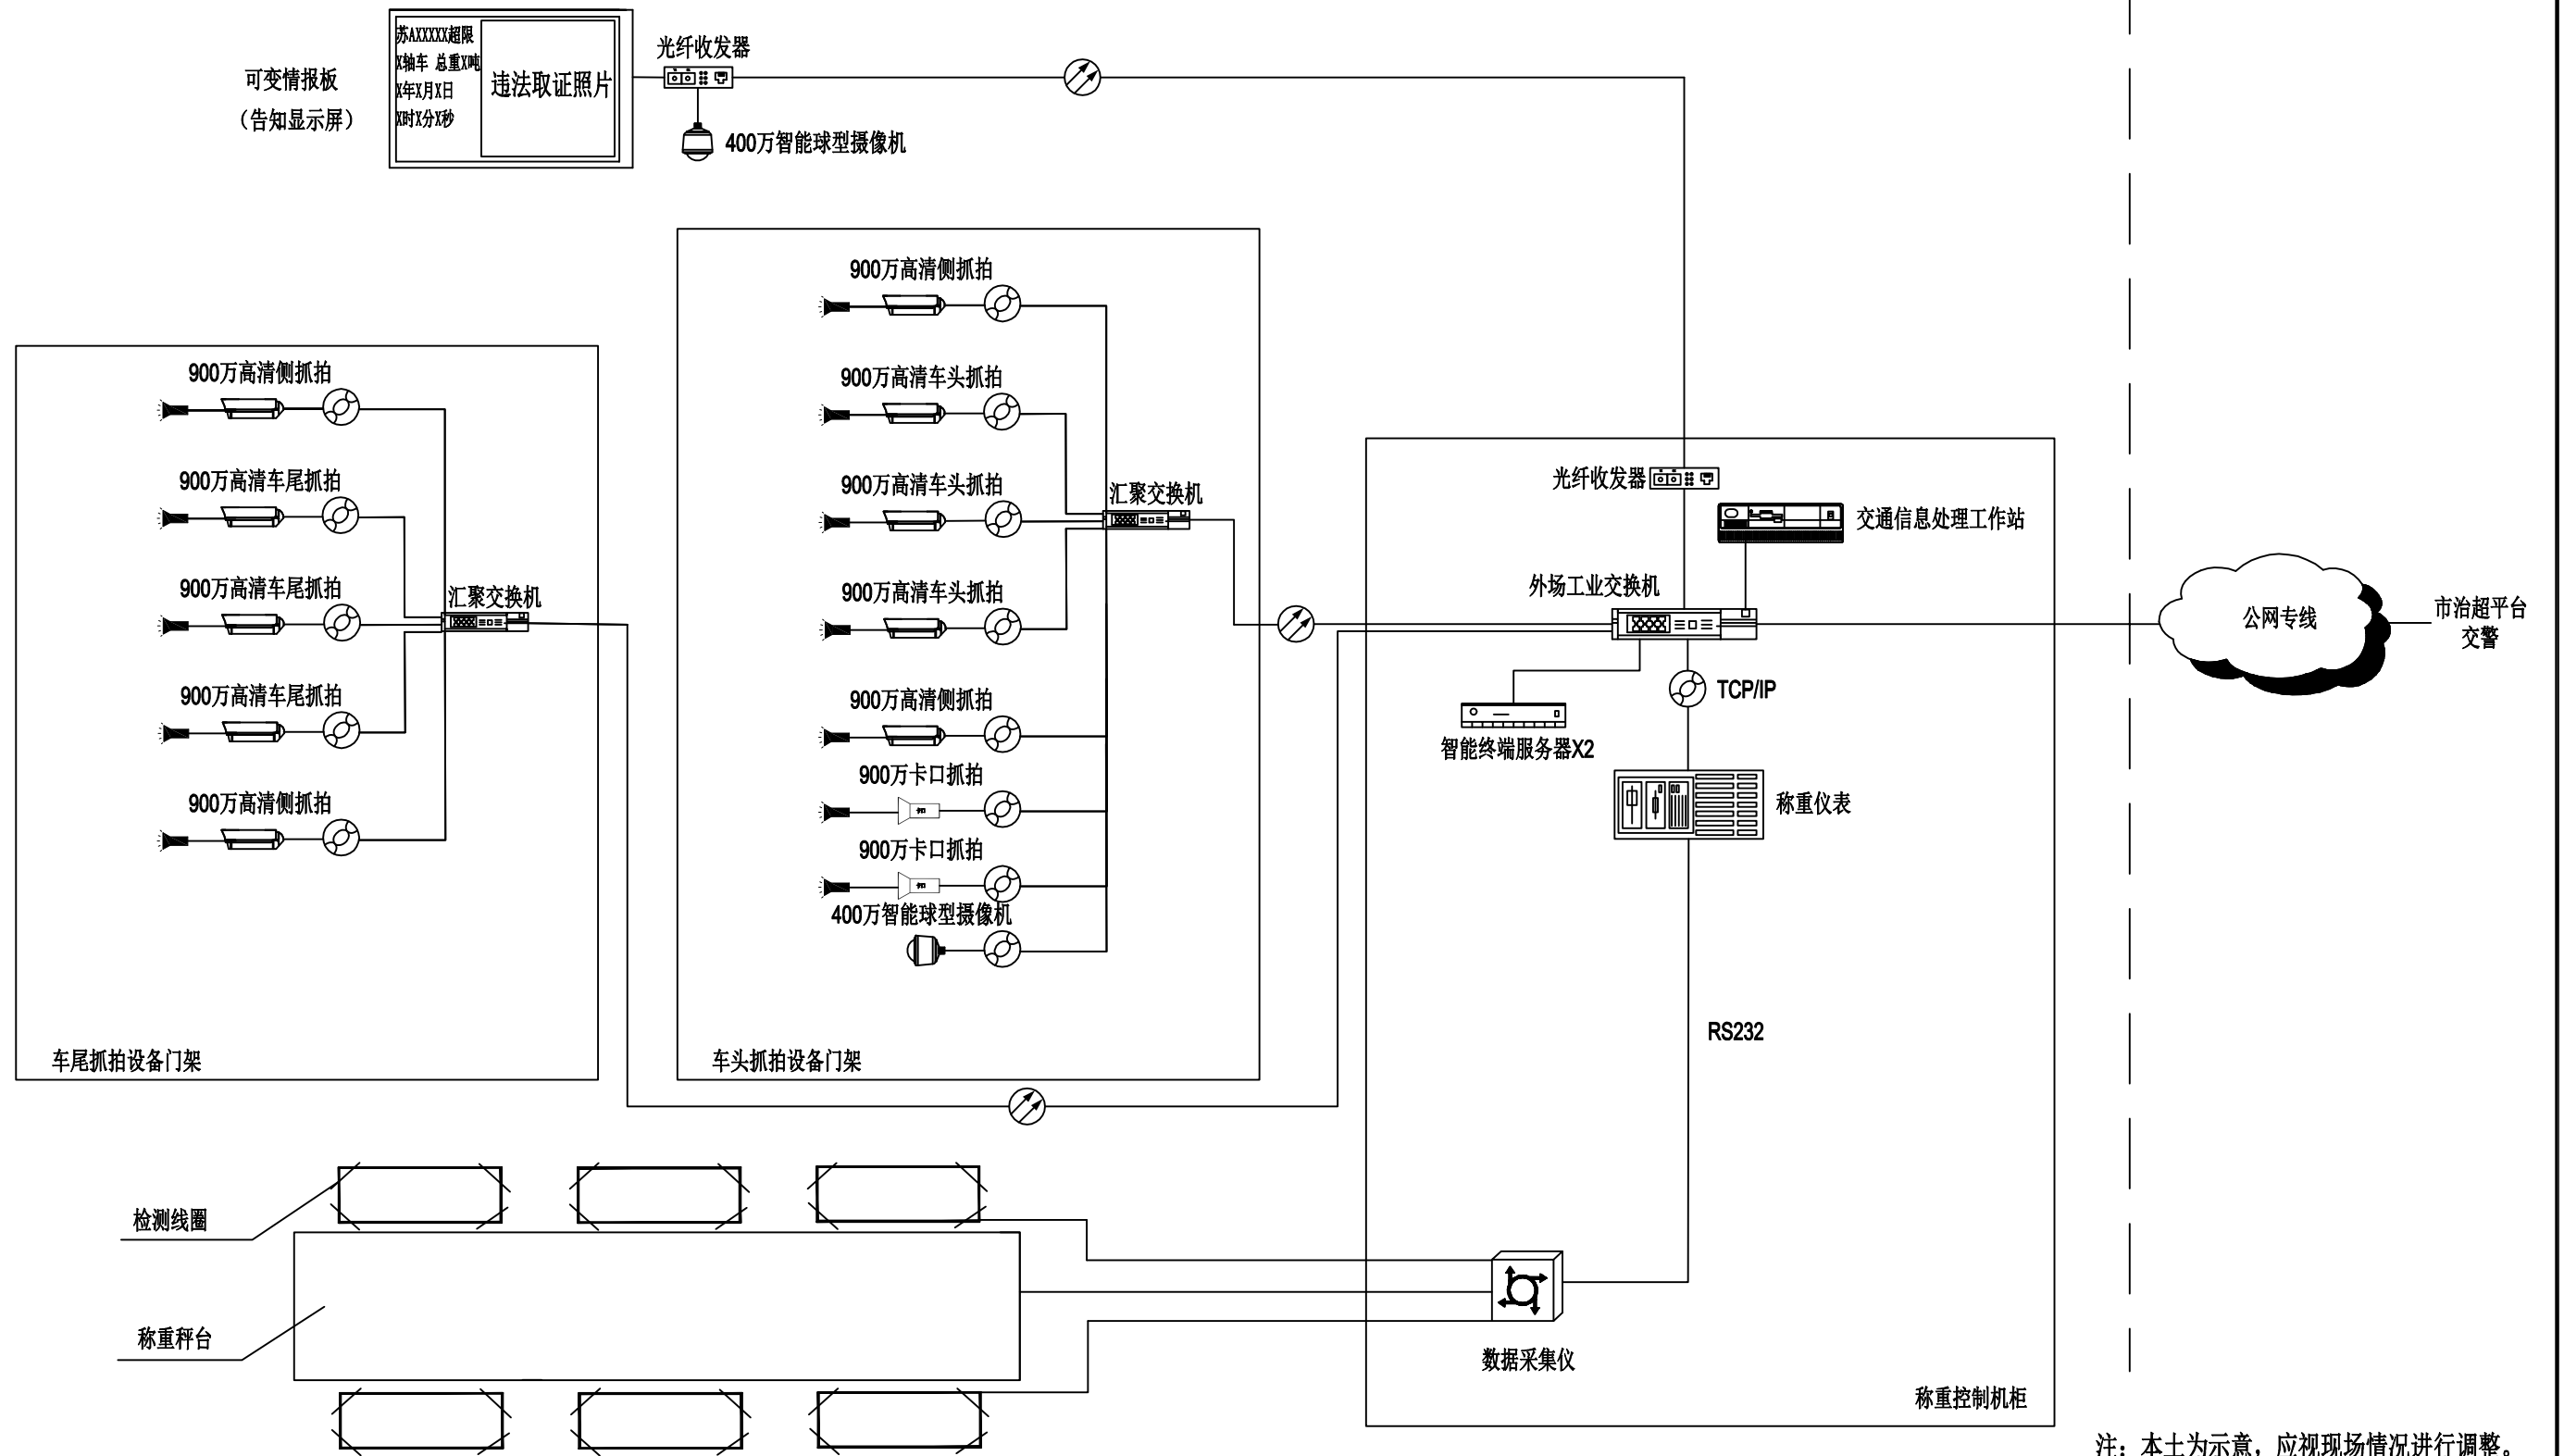 苏AXXXXX超限
X轴车 总重X吨
X年X月X日
X时X分X秒
违法取证照片
可变情报板
（告知显示屏）
光纤收发器
400万智能球型摄像机
900万高清侧抓拍
900万高清车尾抓拍
900万高清车尾抓拍
900万高清车尾抓拍
900万高清侧抓拍
汇聚交换机
车尾抓拍设备门架
900万高清侧抓拍
900万高清车头抓拍
900万高清车头抓拍
900万高清车头抓拍
900万高清侧抓拍
900万卡口抓拍
900万卡口抓拍
400万智能球型摄像机
汇聚交换机
车头抓拍设备门架
光纤收发器
交通信息处理工作站
外场工业交换机
TCP/IP
智能终端服务器X2
称重仪表
RS232
数据采集仪
称重控制机柜
公网专线
市治超平台
交警
检测线圈
称重秤台
注：本土为示意，应视现场情况进行调整。